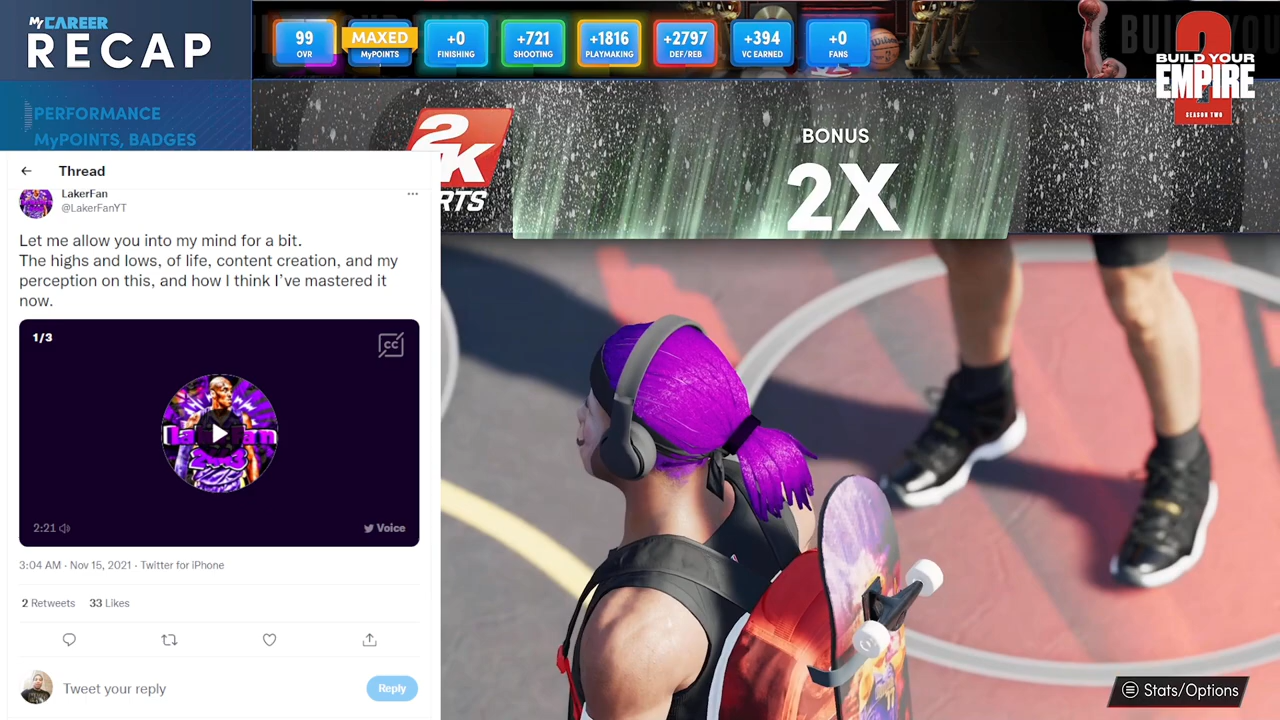 MyCAREER
RECAP
99
OVR
MAXED
MyPOINTS
+0
FINISHING
+721
SHOOTING
+1816
PLAYMAKING
+2797
DEF/REB
+394
VC EARNED
+0
FANS
2
BUILD YOUR
EMPIRE
SEASON TWO
PERFORMANCE
MyPOINTS, BADGES
2K
RTS
BONUS
2X
Thread
LakerFan
@LakerFanYT
Let me allow you into my mind for a bit.
The highs and lows, of life, content creation, and my
perception on this, and how I think I've mastered it
now.
1/3
CC
2:21
Voice
3:04 AM · Nov 15, 2021 · Twitter for iPhone
2 Retweets 33 Likes
Tweet your reply
Reply
Stats/Options